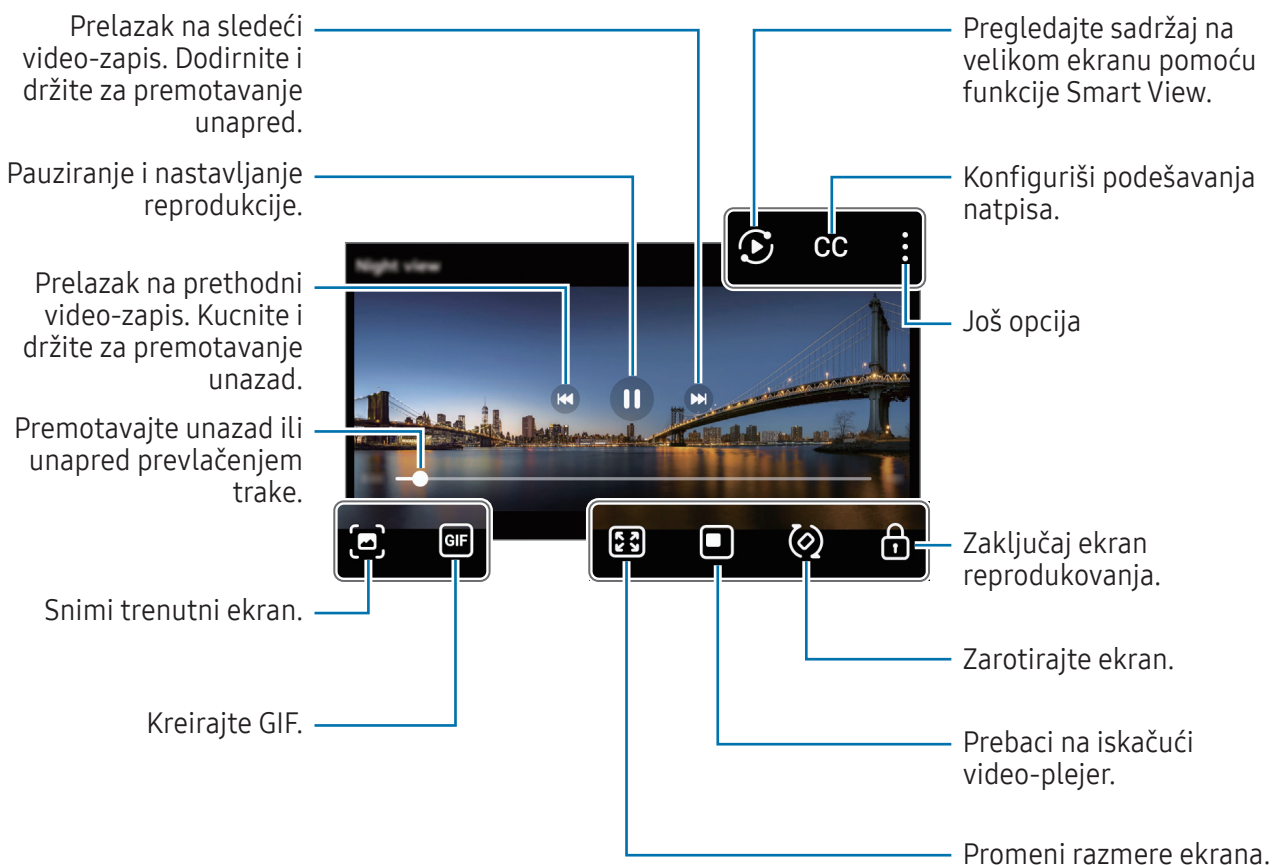 Prelazak na sledeći
video-zapis. Dodirnite i
držite za premotavanje
unapred.
Pauziranje i nastavljanje
reprodukcije.
Prelazak na prethodni
video-zapis. Kucnite i
držite za premotavanje
unazad.
Premotavajte unazad ili
unapred prevlačenjem
trake.
Snimi trenutni ekran.
Kreirajte GIF.
Night view
CC
GIF
Pregledajte sadržaj na
velikom ekranu pomoću
funkcije Smart View.
Konfiguriši podešavanja
natpisa.
Još opcija
Zaključaj ekran
reprodukovanja.
Zarotirajte ekran.
Prebaci na iskačući
video-plejer.
Promeni razmere ekrana.